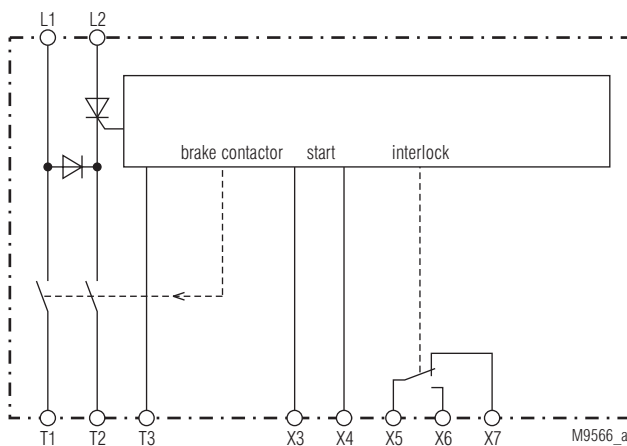 L1 L2
brake contactor start interlock
T1 T2 T3 X3 X4 X5 X6 X7 M9566_a